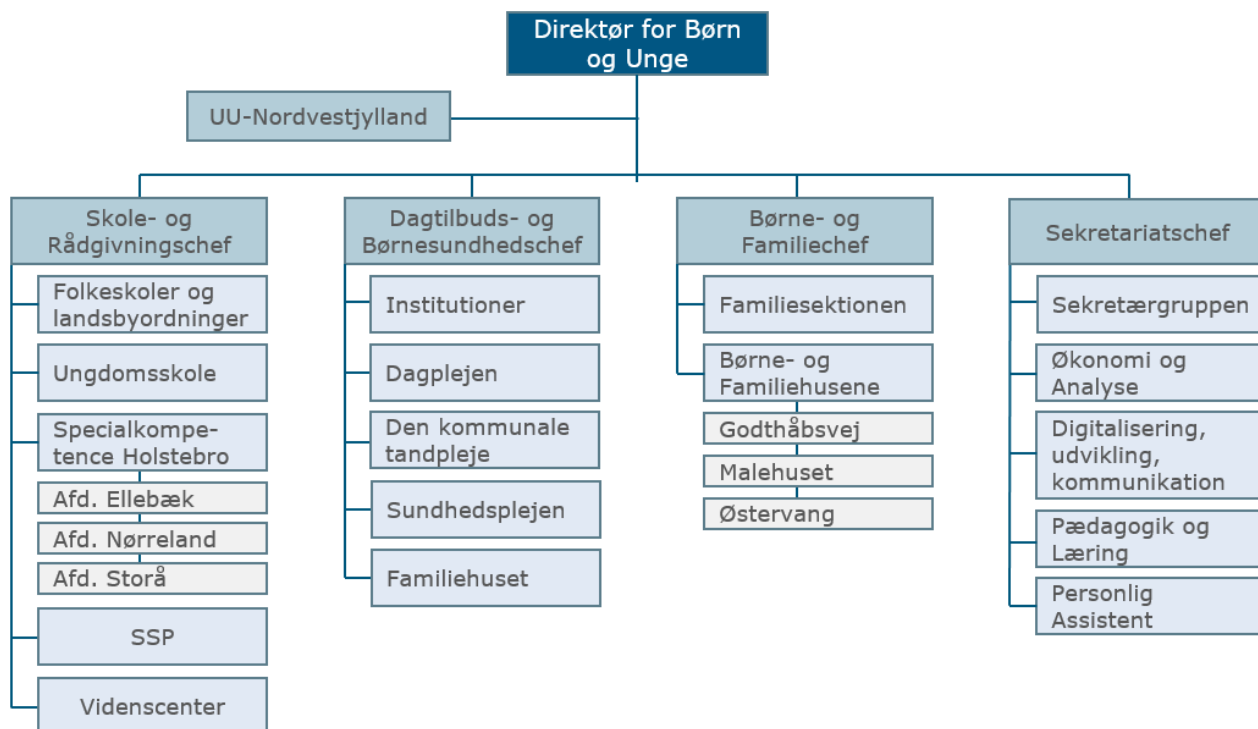 Direktør for Børn
og Unge
UU-Nordvestjylland
Skole- og
Rådgivningschef
Folkeskoler og
landsbyordninger
Ungdomsskole
Specialkompe-
tence Holstebro
Afd. Ellebæk
Afd. Nørreland
Afd. Storå
SSP
Videnscenter
Dagtilbuds- og
Børnesundhedschef
Institutioner
Dagplejen
Den kommunale
tandpleje
Sundhedsplejen
Familiehuset
Børne- og
Familiechef
Familiesektionen
Børne- og
Familiehusene
Godthåbsvej
Malehuset
Østervang
Sekretariatschef
Sekretærgruppen
Økonomi og
Analyse
Digitalisering,
udvikling,
kommunikation
Pædagogik og
Læring
Personlig
Assistent